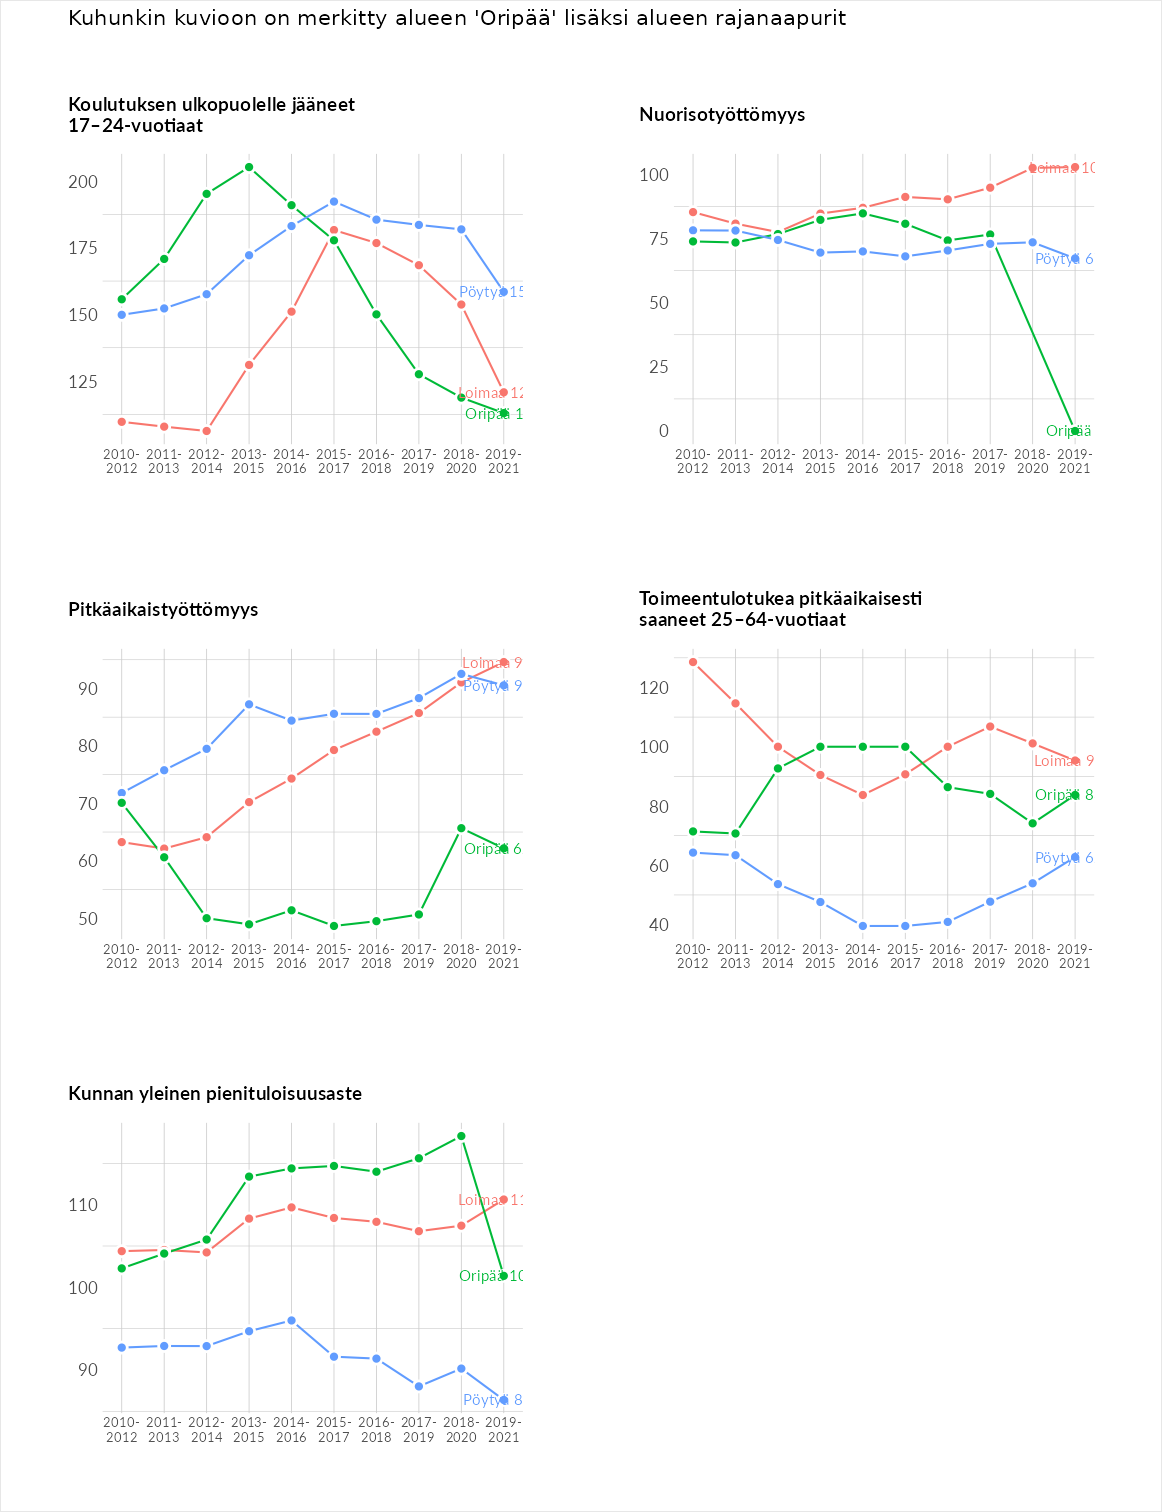 Kuhunkin kuvioon on merkitty alueen 'Oripää' lisäksi alueen rajanaapurit
Koulutuksen ulkopuolelle jääneet
17–24-vuotiaat
200
175
150
125
Pöytyä 15
Loimaa 12
Oripää 1
2010- 2011- 2012- 2013- 2014- 2015- 2016- 2017- 2018- 2019-
2012 2013 2014 2015 2016 2017 2018 2019 2020 2021
Nuorisotyöttömyys
100
75
50
25
0
Loimaa 10
Pöytyä 6
Oripää
2010- 2011- 2012- 2013- 2014- 2015- 2016- 2017- 2018- 2019-
2012 2013 2014 2015 2016 2017 2018 2019 2020 2021
Pitkäaikaistyöttömyys
90
80
70
60
50
Loimaa 9
Pöytyä 9
Oripää 6
2010- 2011- 2012- 2013- 2014- 2015- 2016- 2017- 2018- 2019-
2012 2013 2014 2015 2016 2017 2018 2019 2020 2021
Toimeentulotukea pitkäaikaisesti
saaneet 25–64-vuotiaat
120
100
80
60
40
Loimaa 9
Oripää 8
Pöytyä 6
2010- 2011- 2012- 2013- 2014- 2015- 2016- 2017- 2018- 2019-
2012 2013 2014 2015 2016 2017 2018 2019 2020 2021
Kunnan yleinen pienituloisuusaste
110
100
90
Loimaa 11
Oripää 10
Pöytyä 8
2010- 2011- 2012- 2013- 2014- 2015- 2016- 2017- 2018- 2019-
2012 2013 2014 2015 2016 2017 2018 2019 2020 2021